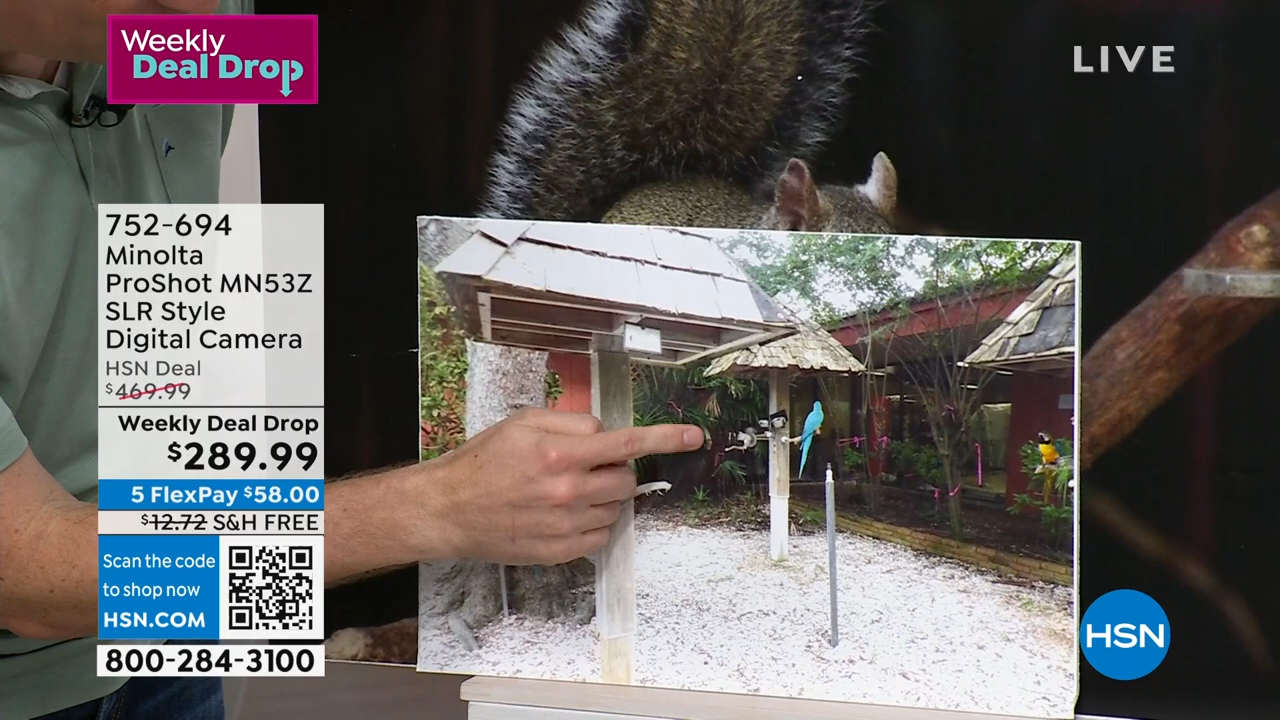 Weekly
Deal Drop
LIVE
752-694
Minolta
ProShot MN53Z
SLR Style
Digital Camera
HSN Deal
$469.99
Weekly Deal Drop
$289.99
5 FlexPay $58.00
$12.72 S&H FREE
Scan the code
to shop now
HSN.COM
800-284-3100
HSN